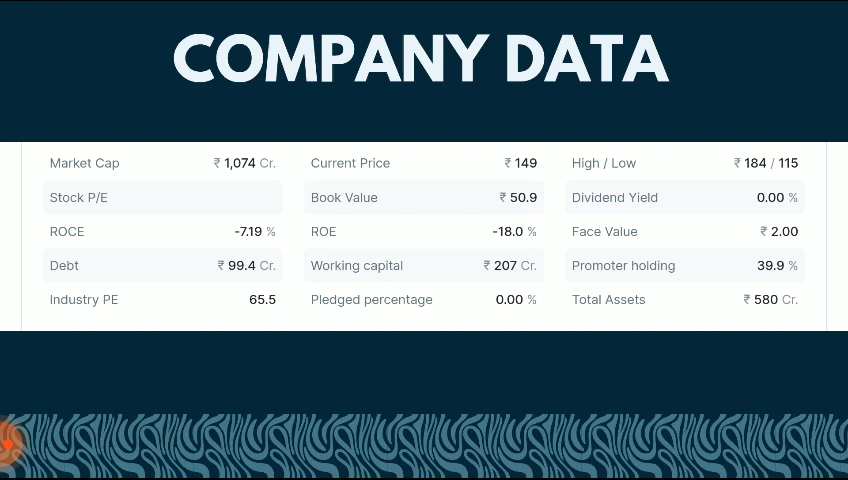 COMPANY DATA
Market Cap ₹ 1,074 Cr. Current Price ₹ 149 High / Low ₹ 184 / 115
Stock P/E Book Value ₹ 50.9 Dividend Yield 0.00 %
ROCE -7.19 % ROE -18.0 % Face Value ₹ 2.00
Debt ₹ 99.4 Cr. Working capital ₹ 207 Cr. Promoter holding 39.9 %
Industry PE 65.5 Pledged percentage 0.00 % Total Assets ₹ 580 Cr.